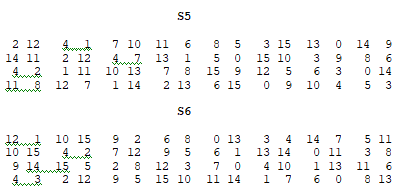 S5
2 12 4 1 7 10 11 6 8 5 3 15 13 0 14 9
14 11 2 12 4 7 13 1 5 0 15 10 3 9 8 6
4 2 1 11 10 13 7 8 15 9 12 5 6 3 0 14
11 8 12 7 1 14 2 13 6 15 0 9 10 4 5 3
S6
12 1 10 15 9 2 6 8 0 13 3 4 14 7 5 11
10 15 4 2 7 12 9 5 6 1 13 14 0 11 3 8
9 14 15 5 2 8 12 3 7 0 4 10 1 13 11 6
4 3 2 12 9 5 15 10 11 14 1 7 6 0 8 13